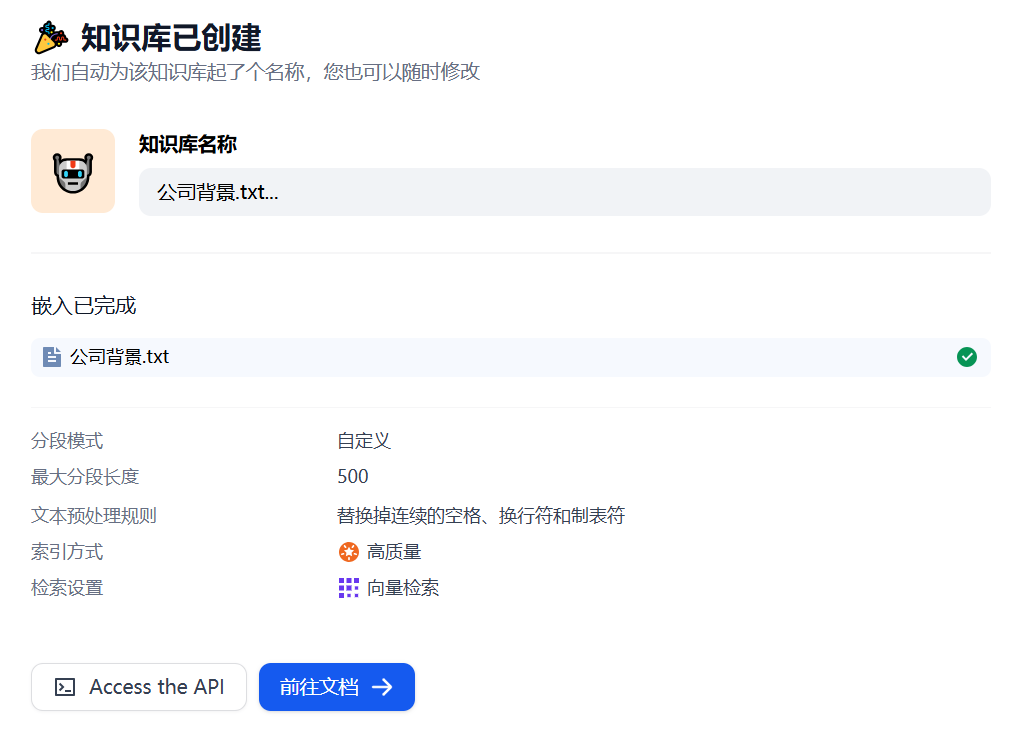 知识库已创建
我们自动为该知识库起了个名称，您也可以随时修改
知识库名称
公司背景.txt...
嵌入已完成
公司背景.txt
分段模式 自定义
最大分段长度 500
文本预处理规则 替换掉连续的空格、换行符和制表符
索引方式 高质量
检索设置 向量检索
Access the API 前往文档 →